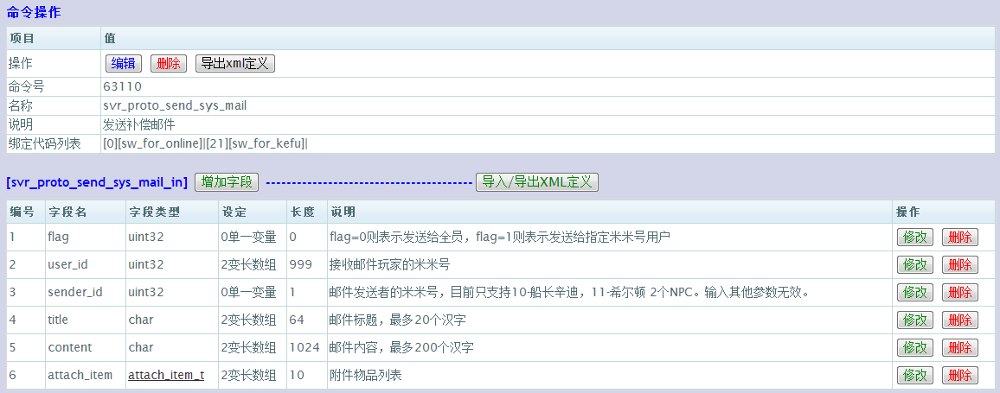 命令操作
项目 值
操作 编辑 删除 导出xml定义
命令号 63110
名称 svr_proto_send_sys_mail
说明 发送补偿邮件
绑定代码列表 [0][sw_for_online]|[21][sw_for_kefu]|
[svr_proto_send_sys_mail_in] 增加字段 ---------------------------------------- 导入/导出XML定义
编号 字段名 字段类型 设定 长度 说明 操作
1 flag uint32 0单一变量 0 flag=0则表示发送给全员，flag=1则表示发送给指定米米号用户 修改 删除
2 user_id uint32 2变长数组 999 接收邮件玩家的米米号 修改 删除
3 sender_id uint32 0单一变量 1 邮件发送者的米米号，目前只支持10-船长辛迪，11-希尔顿 2个NPC。输入其他参数无效。 修改 删除
4 title char 2变长数组 64 邮件标题，最多20个汉字 修改 删除
5 content char 2变长数组 1024 邮件内容，最多200个汉字 修改 删除
6 attach_item attach_item_t 2变长数组 10 附件物品列表 修改 删除